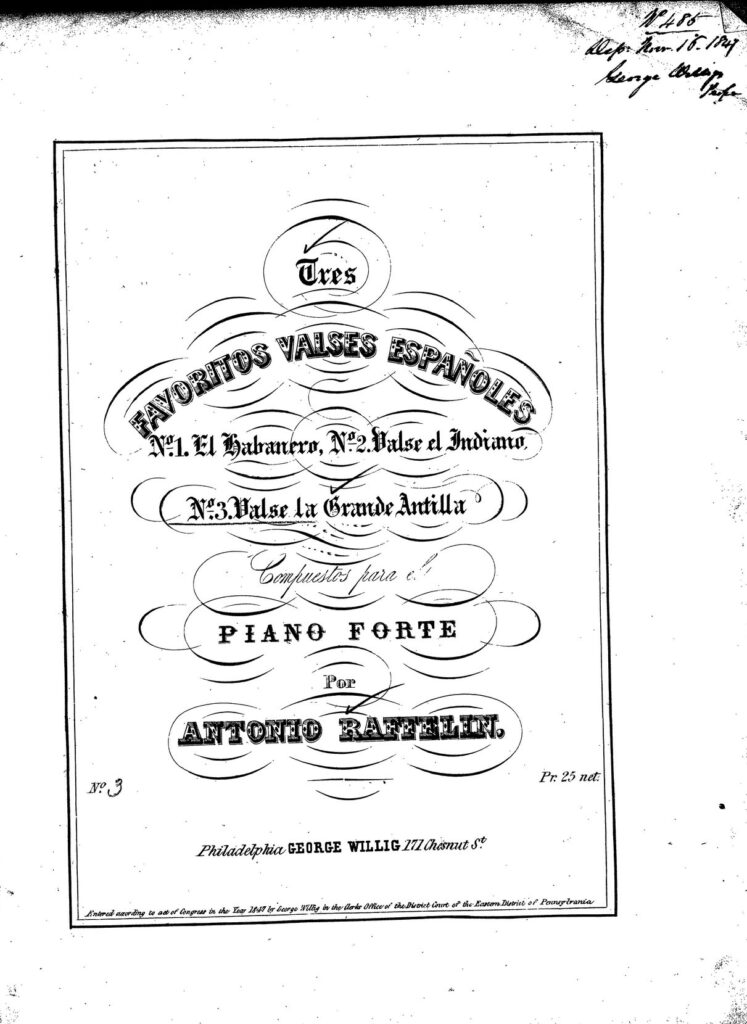 No 485
Dep. Nov. 15. 1847
George Willig
Propr
Tres
FAVORITOS VALSES ESPAÑOLES
No. 1. El Habanero, No. 2. Valse el Indiano,
No. 3. Valse la Grande Antilla
Compuestos para el
PIANO FORTE
Por
ANTONIO RAFFELIN.
No. 3
Pr. 25 net.
Philadelphia GEORGE WILLIG 171 Chesnut St.
Entered according to act of Congress in the Year 1847 by George Willig in the Clerks Office of the District Court of the Eastern District of Pennsylvania